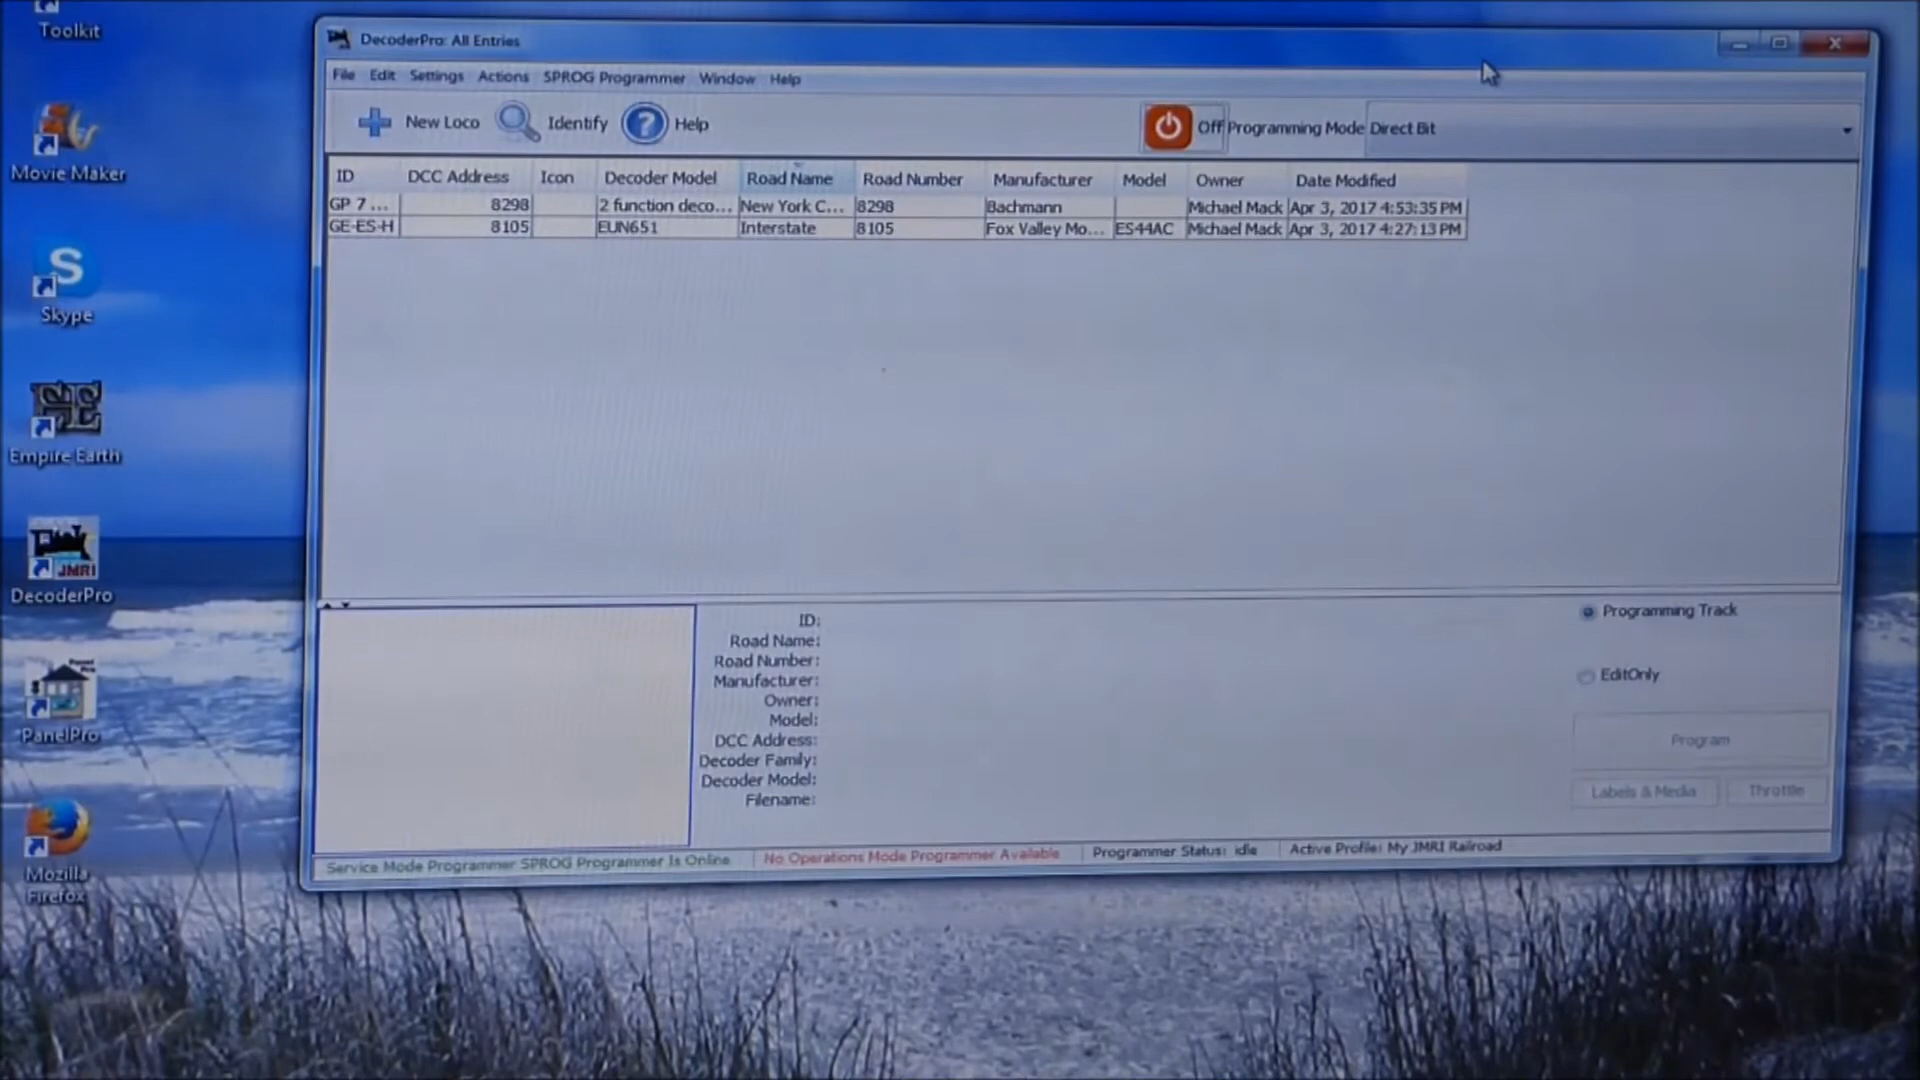 Toolkit
Movie Maker
Skype
Empire Earth
JMRI
DecoderPro
PanelPro
Mozilla
Firefox
DecoderPro: All Entries
File Edit Settings Actions SPROG Programmer Window Help
New Loco Identify ? Help Off Programming Mode Direct Bit
ID DCC Address Icon Decoder Model Road Name Road Number Manufacturer Model Owner Date Modified
GP 7 ... 8298 2 function deco... New York C... 8298 Bachmann Michael Mack Apr 3, 2017 4:53:35 PM
GE-ES-H 8105 EUN651 Interstate 8105 Fox Valley Mo... ES44AC Michael Mack Apr 3, 2017 4:27:13 PM
ID:
Road Name:
Road Number:
Manufacturer:
Owner:
Model:
DCC Address:
Decoder Family:
Decoder Model:
Filename:
Programming Track
EditOnly
Program
Labels & Media Throttle
Service Mode Programmer SPROG Programmer Is Online No Operations Mode Programmer Available Programmer Status: idle Active Profile: My JMRI Railroad